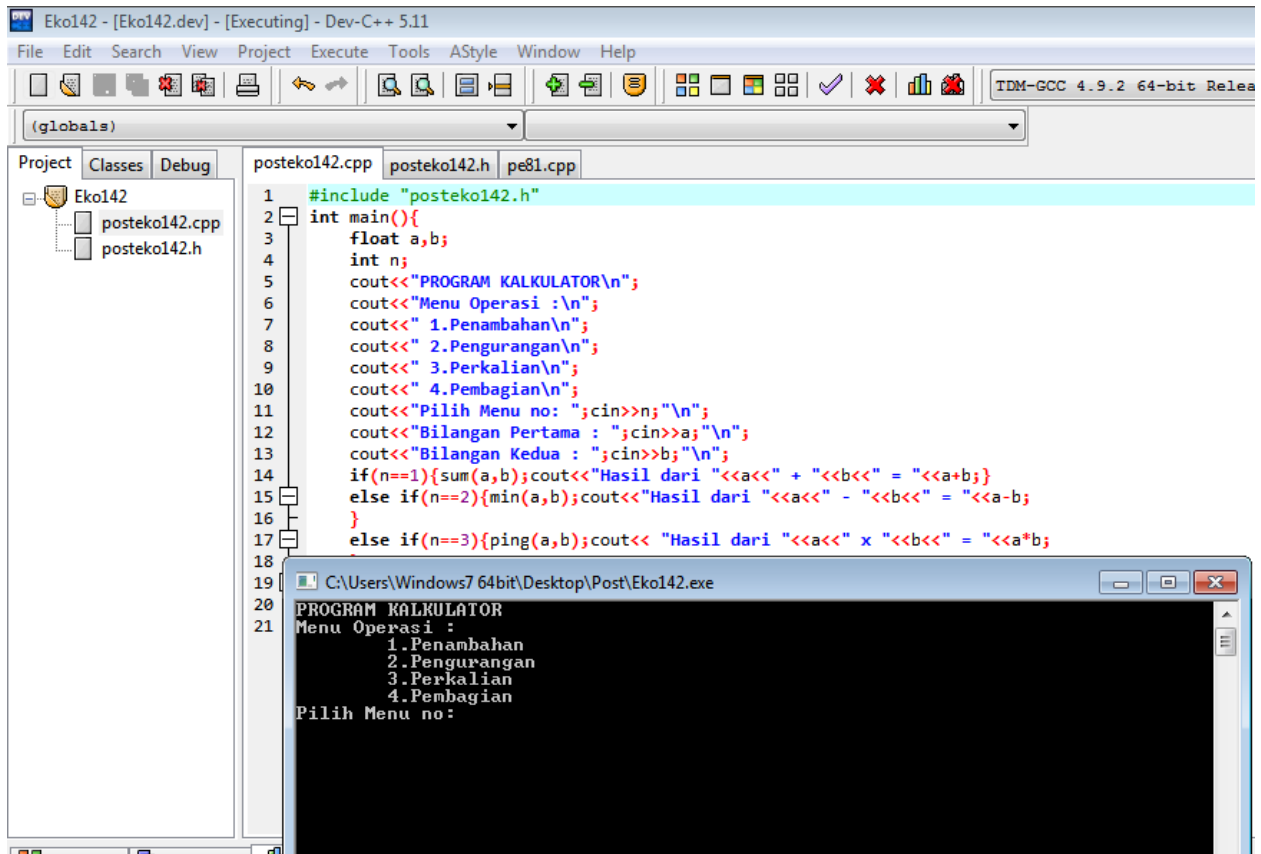 Eko142 - [Eko142.dev] - [Executing] - Dev-C++ 5.11
File Edit Search View Project Execute Tools AStyle Window Help
TDM-GCC 4.9.2 64-bit Relea
(globals)
Project Classes Debug
posteko142.cpp posteko142.h pe81.cpp
Eko142
posteko142.cpp
posteko142.h
1 #include "posteko142.h"
2 int main(){
3 float a,b;
4 int n;
5 cout<<"PROGRAM KALKULATOR\n";
6 cout<<"Menu Operasi :\n";
7 cout<<" 1.Penambahan\n";
8 cout<<" 2.Pengurangan\n";
9 cout<<" 3.Perkalian\n";
10 cout<<" 4.Pembagian\n";
11 cout<<"Pilih Menu no: ";cin>>n;"\n";
12 cout<<"Bilangan Pertama : ";cin>>a;"\n";
13 cout<<"Bilangan Kedua : ";cin>>b;"\n";
14 if(n==1){sum(a,b);cout<<"Hasil dari "<<a<<" + "<<b<<" = "<<a+b;}
15 else if(n==2){min(a,b);cout<<"Hasil dari "<<a<<" - "<<b<<" = "<<a-b;
16 }
17 else if(n==3){ping(a,b);cout<< "Hasil dari "<<a<<" x "<<b<<" = "<<a*b;
18
19
20
21
C:\Users\Windows7 64bit\Desktop\Post\Eko142.exe
PROGRAM KALKULATOR
Menu Operasi :
1.Penambahan
2.Pengurangan
3.Perkalian
4.Pembagian
Pilih Menu no: